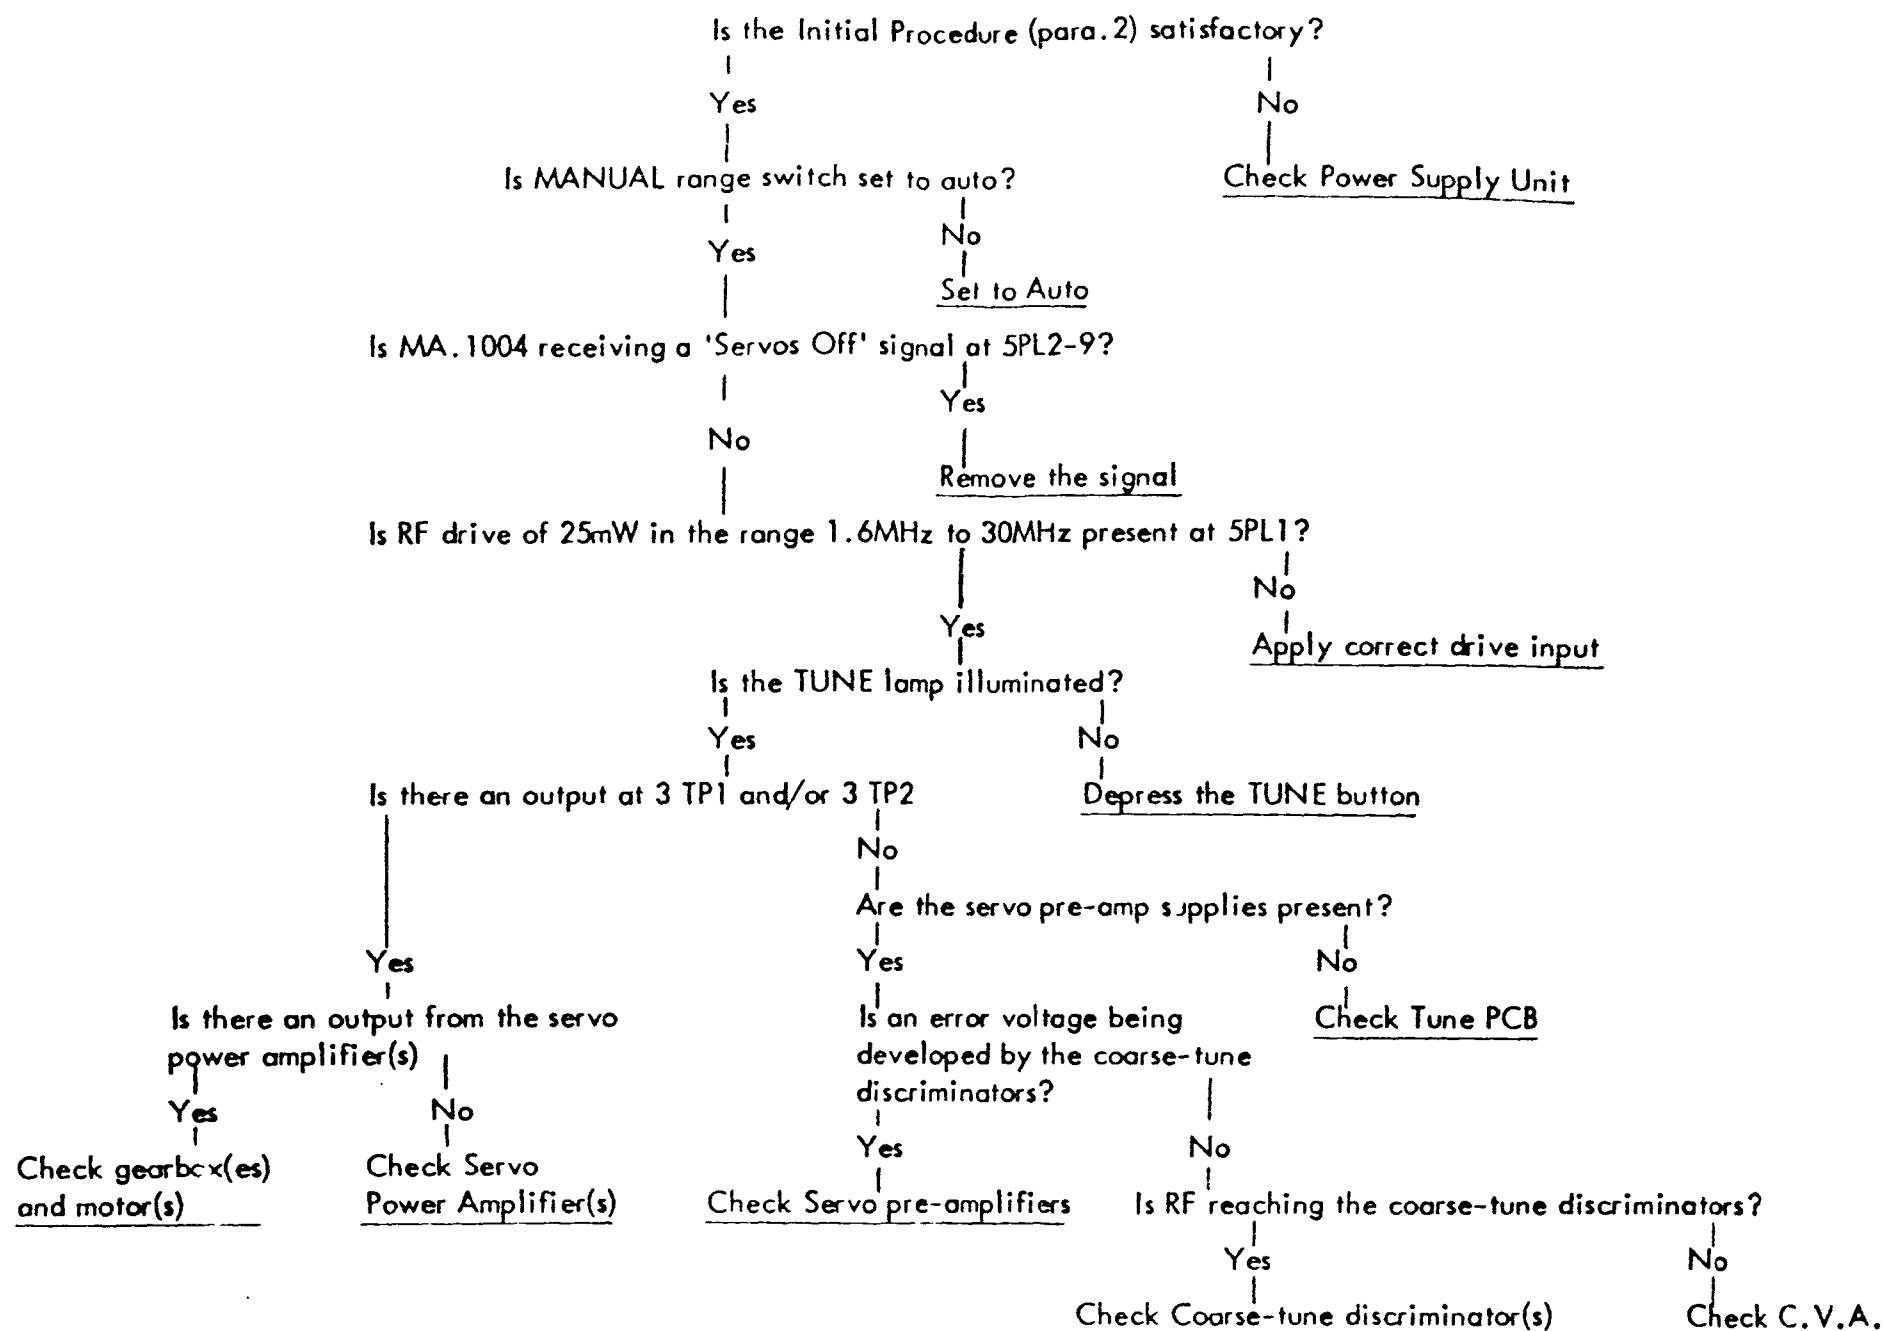 Is the Initial Procedure (para.2) satisfactory?
Yes
No
Is MANUAL range switch set to auto?
Check Power Supply Unit
Yes
No
Set to Auto
Is MA.1004 receiving a 'Servos Off' signal at 5PL2-9?
Yes
No
Remove the signal
Is RF drive of 25mW in the range 1.6MHz to 30MHz present at 5PL1?
No
Yes
Apply correct drive input
Is the TUNE lamp illuminated?
Yes
No
Is there an output at 3 TP1 and/or 3 TP2
Depress the TUNE button
No
Are the servo pre-amp supplies present?
Yes
Yes
No
Is there an output from the servo
power amplifier(s)
Is an error voltage being
developed by the coarse-tune
discriminators?
Check Tune PCB
Yes
No
Yes
No
Check gearbox(es)
and motor(s)
Check Servo
Power Amplifier(s)
Check Servo pre-amplifiers
Is RF reaching the coarse-tune discriminators?
Yes
No
Check Coarse-tune discriminator(s)
Check C.V.A.